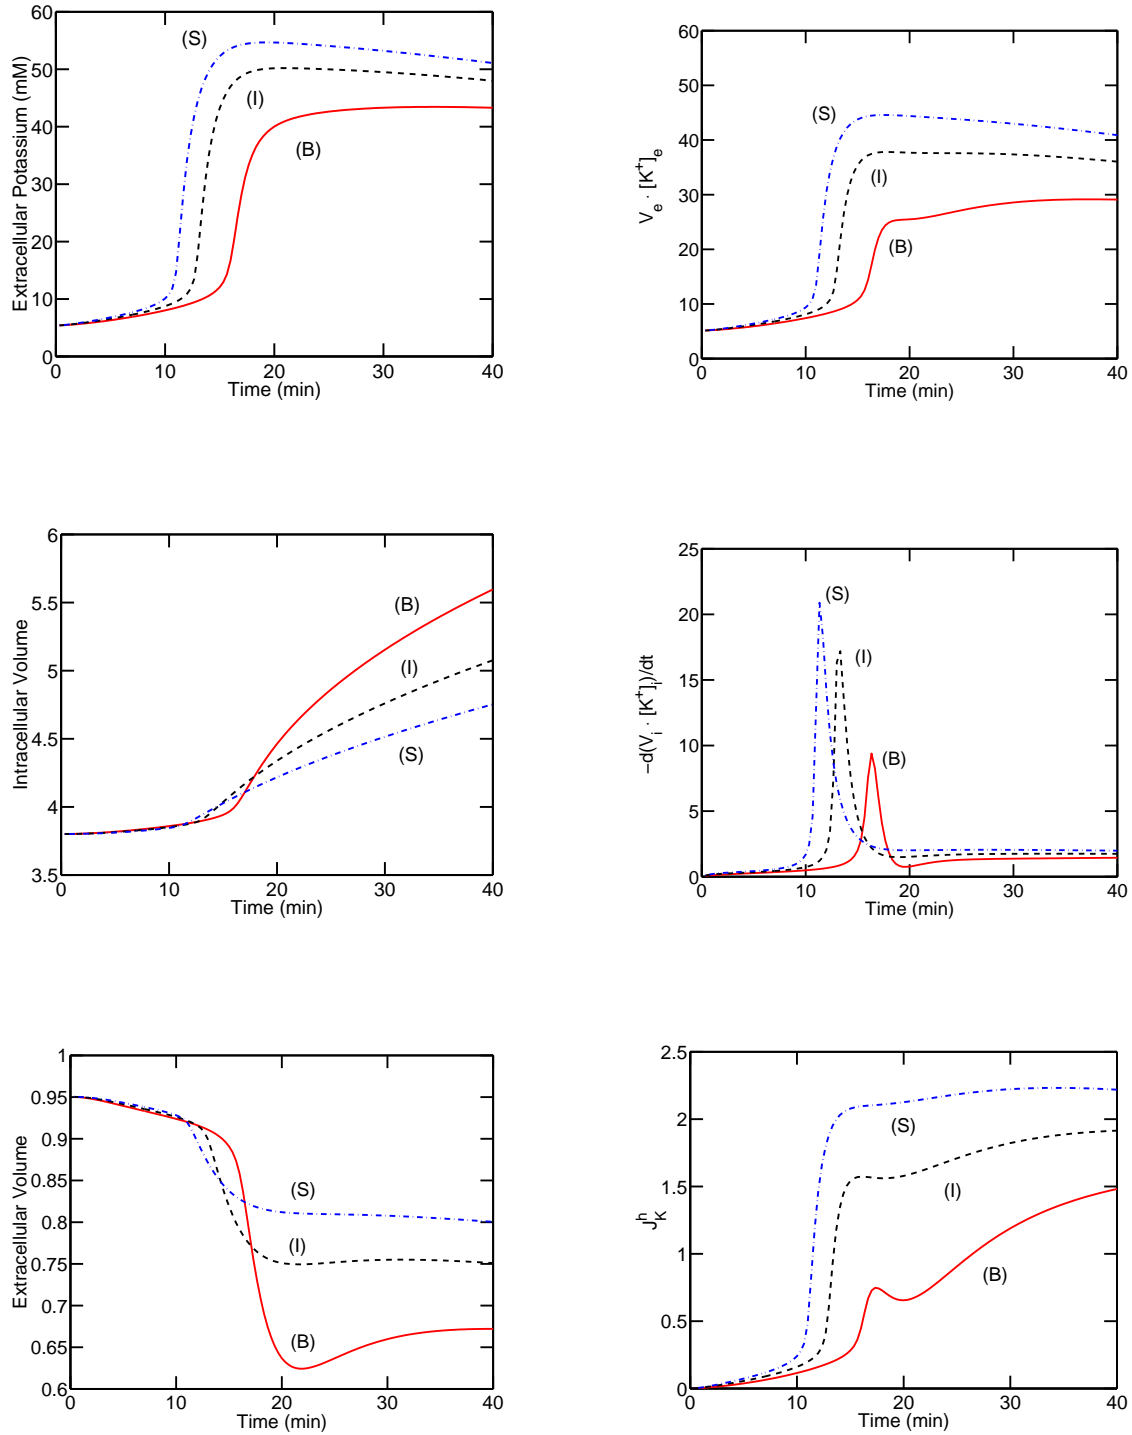 Extracellular Potassium (mM)
60
50
40
30
20
10
0
(S)
(I)
(B)
0 10 20 30 40
Time (min)
V_e · [K^+]_e
60
50
40
30
20
10
0
(S)
(I)
(B)
0 10 20 30 40
Time (min)
Intracellular Volume
6
5.5
5
4.5
4
3.5
(B)
(I)
(S)
0 10 20 30 40
Time (min)
−d(V_i · [K^+]_i)/dt
25
20
15
10
5
0
(S)
(I)
(B)
0 10 20 30 40
Time (min)
Extracellular Volume
1
0.95
0.9
0.85
0.8
0.75
0.7
0.65
0.6
(S)
(I)
(B)
0 10 20 30 40
Time (min)
J_K^h
2.5
2
1.5
1
0.5
0
(S)
(I)
(B)
0 10 20 30 40
Time (min)